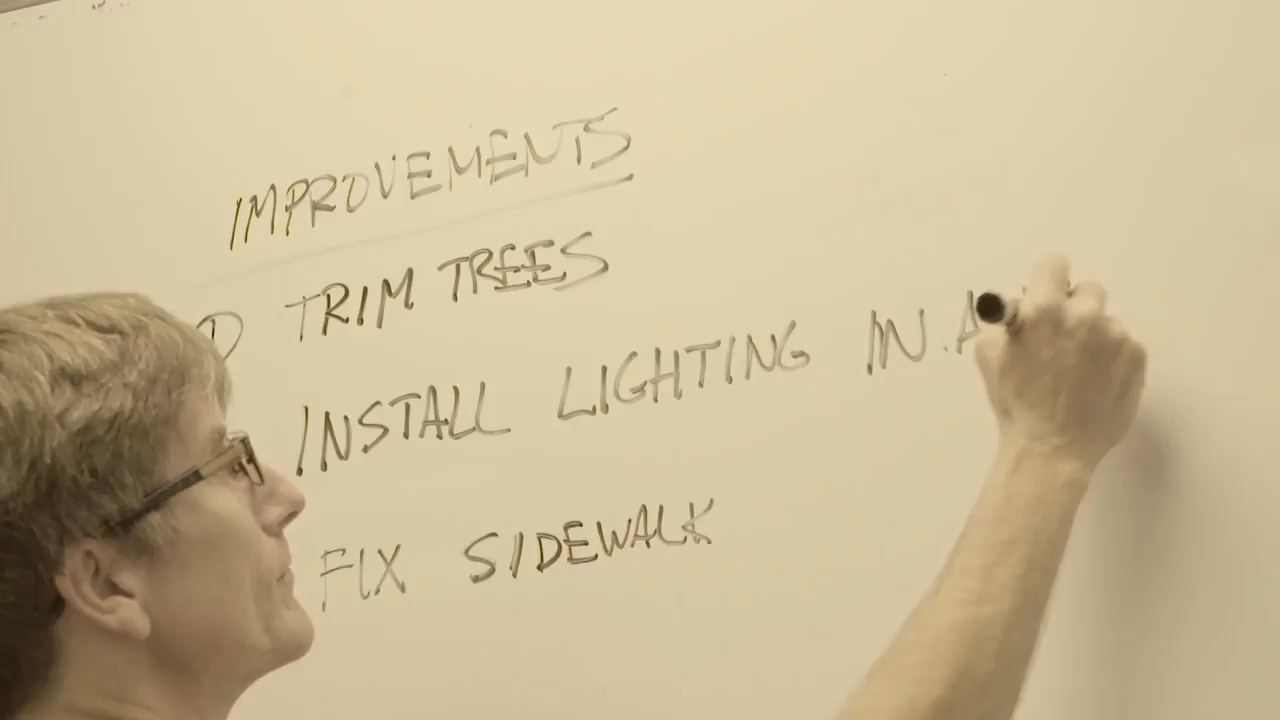 IMPROVEMENTS
TRIM TREES
INSTALL LIGHTING IN A
FIX SIDEWALK